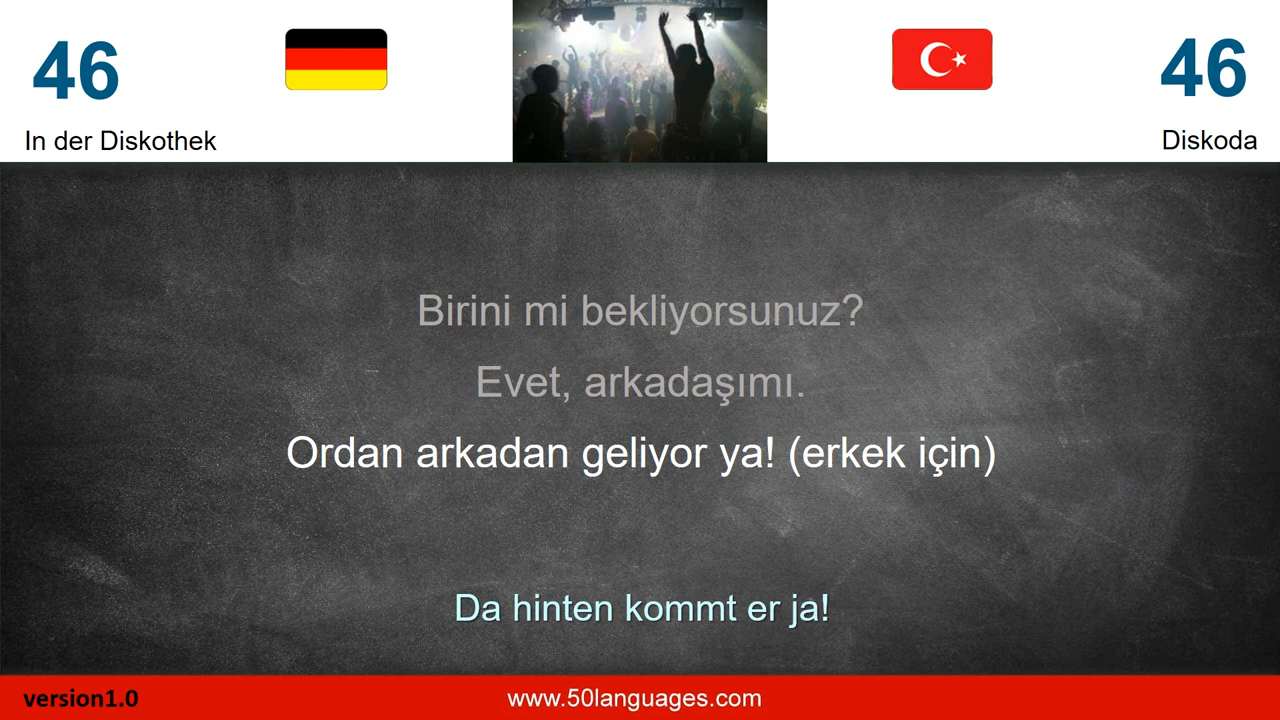 46
46
In der Diskothek
Diskoda
Birini mi bekliyorsunuz?
Evet, arkadaşımı.
Ordan arkadan geliyor ya! (erkek için)
Da hinten kommt er ja!
version1.0
www.50languages.com